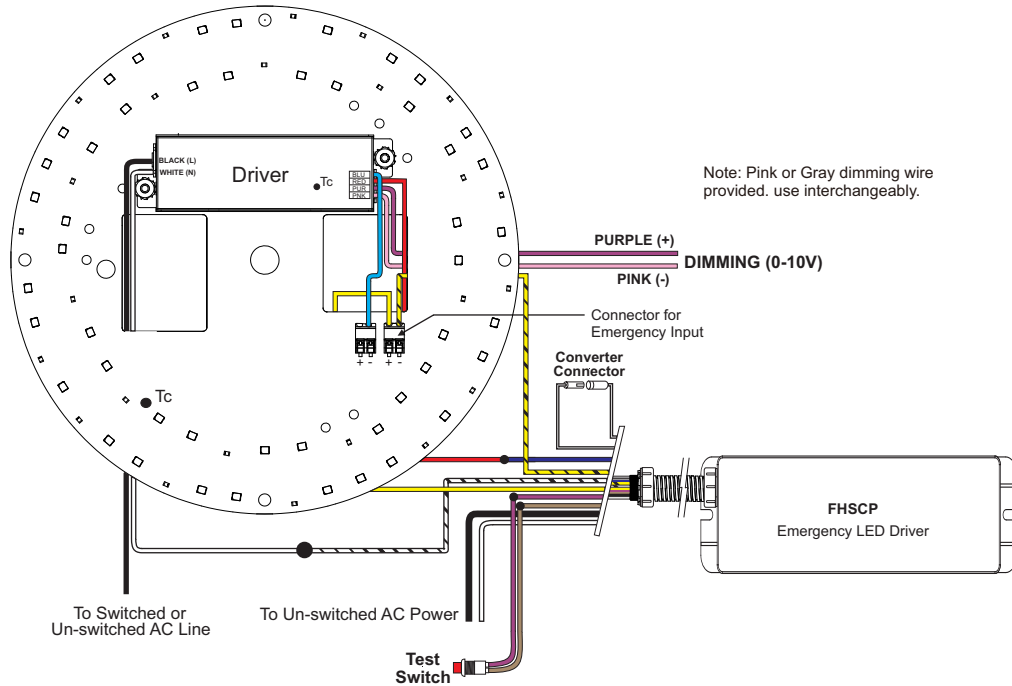 BLACK (L)
WHITE (N)
Driver
Tc
BLU
RED
PUR
PNK
Note: Pink or Gray dimming wire
provided. use interchangeably.
PURPLE (+)
DIMMING (0-10V)
PINK (-)
Connector for
Emergency Input
+ - + -
Converter
Connector
Tc
FHSCP
Emergency LED Driver
To Switched or
Un-switched AC Line
To Un-switched AC Power
Test
Switch